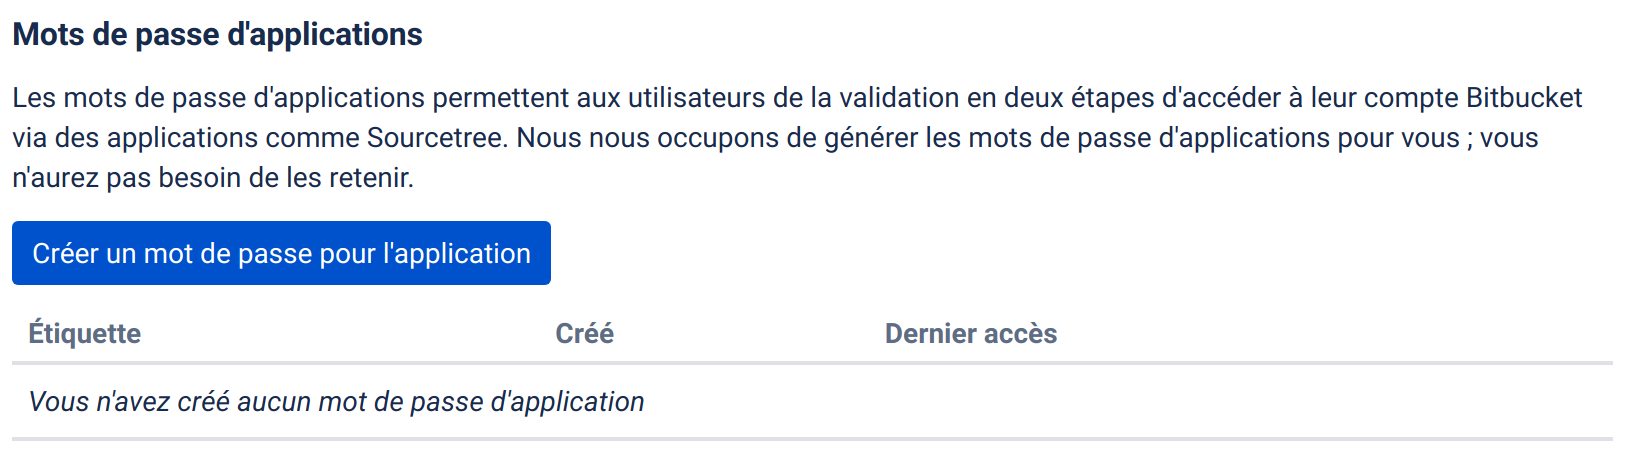 Mots de passe d'applications
Les mots de passe d'applications permettent aux utilisateurs de la validation en deux étapes d'accéder à leur compte Bitbucket
via des applications comme Sourcetree. Nous nous occupons de générer les mots de passe d'applications pour vous ; vous
n'aurez pas besoin de les retenir.
Créer un mot de passe pour l'application
Étiquette Créé Dernier accès
Vous n'avez créé aucun mot de passe d'application